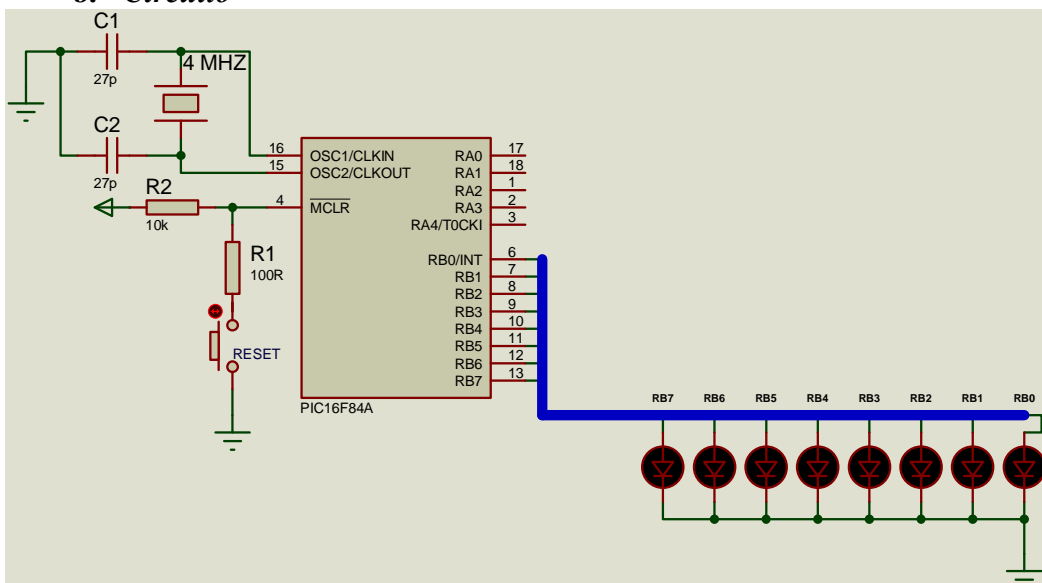 C1
27p
4 MHZ
C2
27p
R2
10k
R1
100R
RESET
16 OSC1/CLKIN
15 OSC2/CLKOUT
4 MCLR
RA0 17
RA1 18
RA2 1
RA3 2
RA4/T0CKI 3
RB0/INT 6
RB1 7
RB2 8
RB3 9
RB4 10
RB5 11
RB6 12
RB7 13
PIC16F84A
RB7 RB6 RB5 RB4 RB3 RB2 RB1 RB0